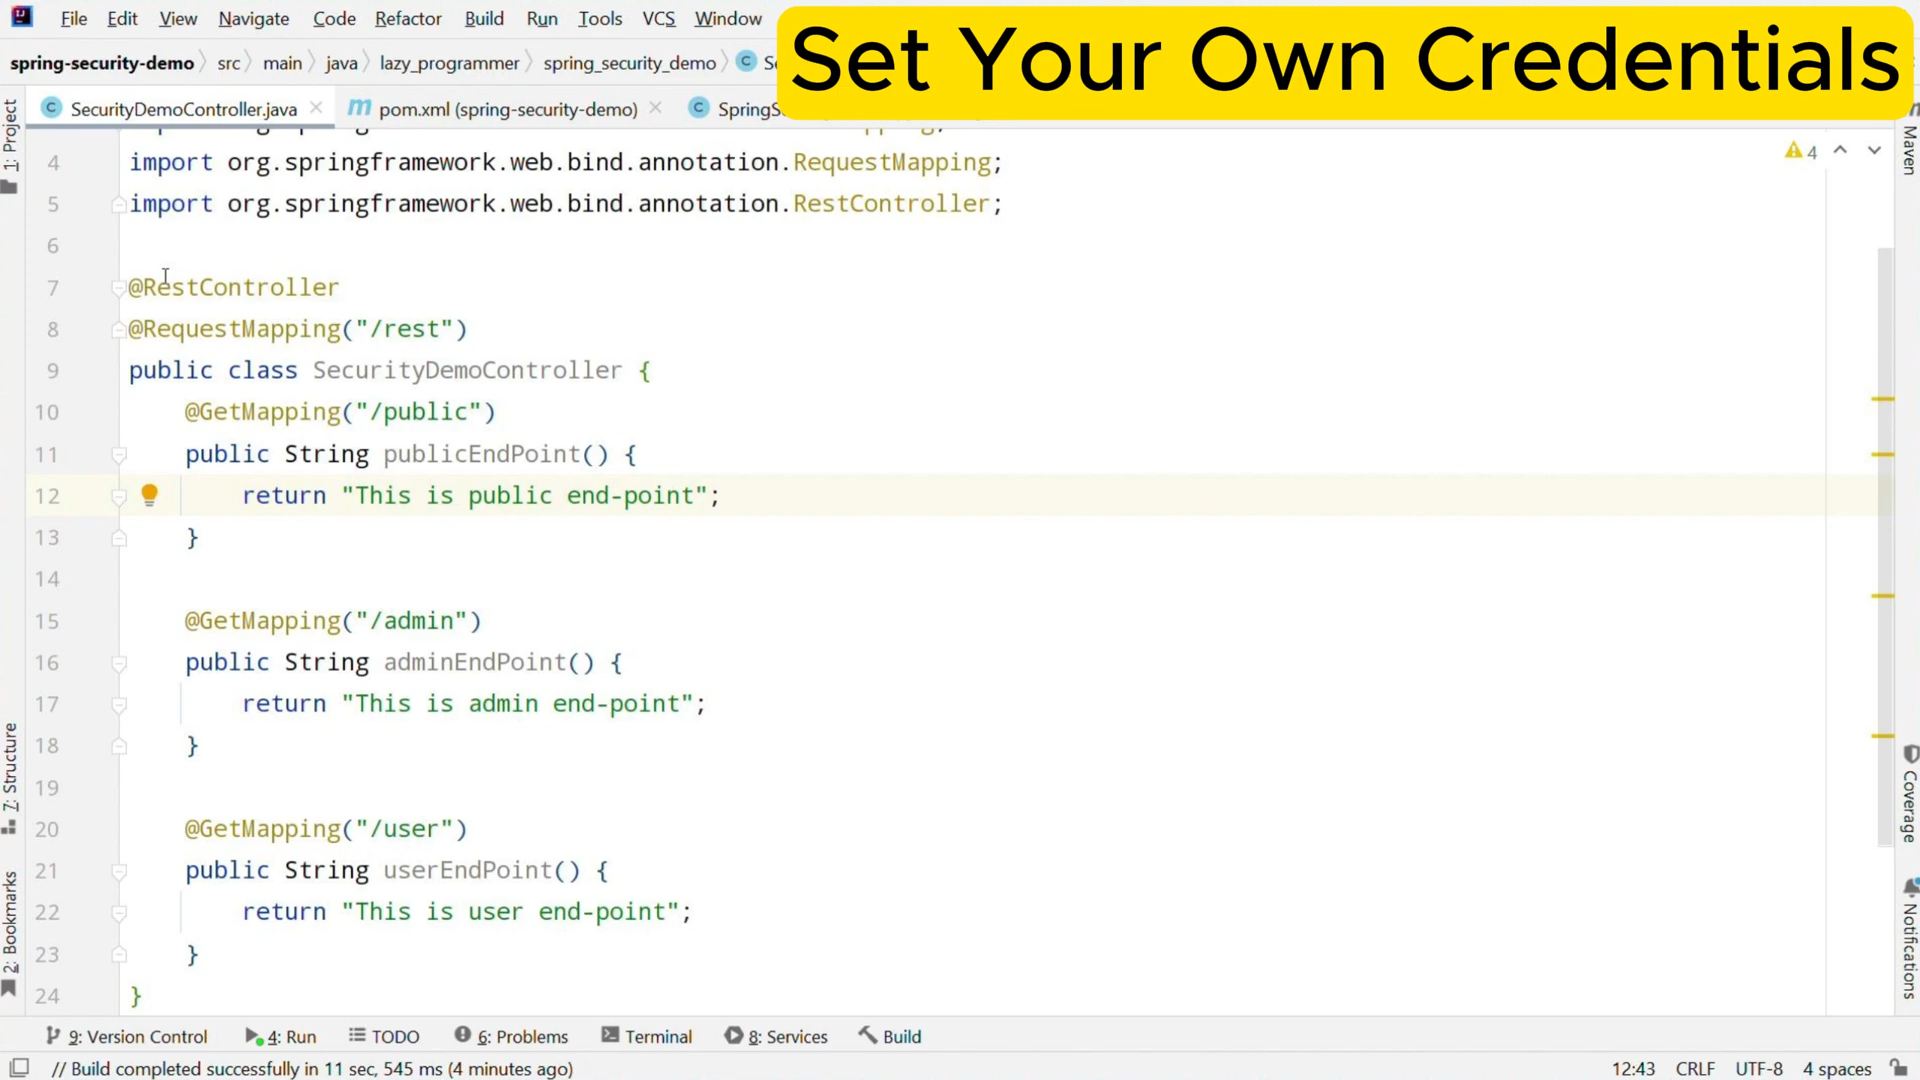 File Edit View Navigate Code Refactor Build Run Tools VCS Window
Set Your Own Credentials
spring-security-demo src main java lazy_programmer spring_security_demo
SecurityDemoController.java pom.xml (spring-security-demo)
4 import org.springframework.web.bind.annotation.RequestMapping;
4
5 import org.springframework.web.bind.annotation.RestController;
6
7 @RestController
8 @RequestMapping("/rest")
9 public class SecurityDemoController {
10 @GetMapping("/public")
11 public String publicEndPoint() {
12 return "This is public end-point";
13 }
14
15 @GetMapping("/admin")
16 public String adminEndPoint() {
17 return "This is admin end-point";
18 }
19
20 @GetMapping("/user")
21 public String userEndPoint() {
22 return "This is user end-point";
23 }
24 }
1: Project
7: Structure
2: Bookmarks
Maven
Coverage
Notifications
9: Version Control 4: Run TODO 6: Problems Terminal 8: Services Build
// Build completed successfully in 11 sec, 545 ms (4 minutes ago) 12:43 CRLF UTF-8 4 spaces